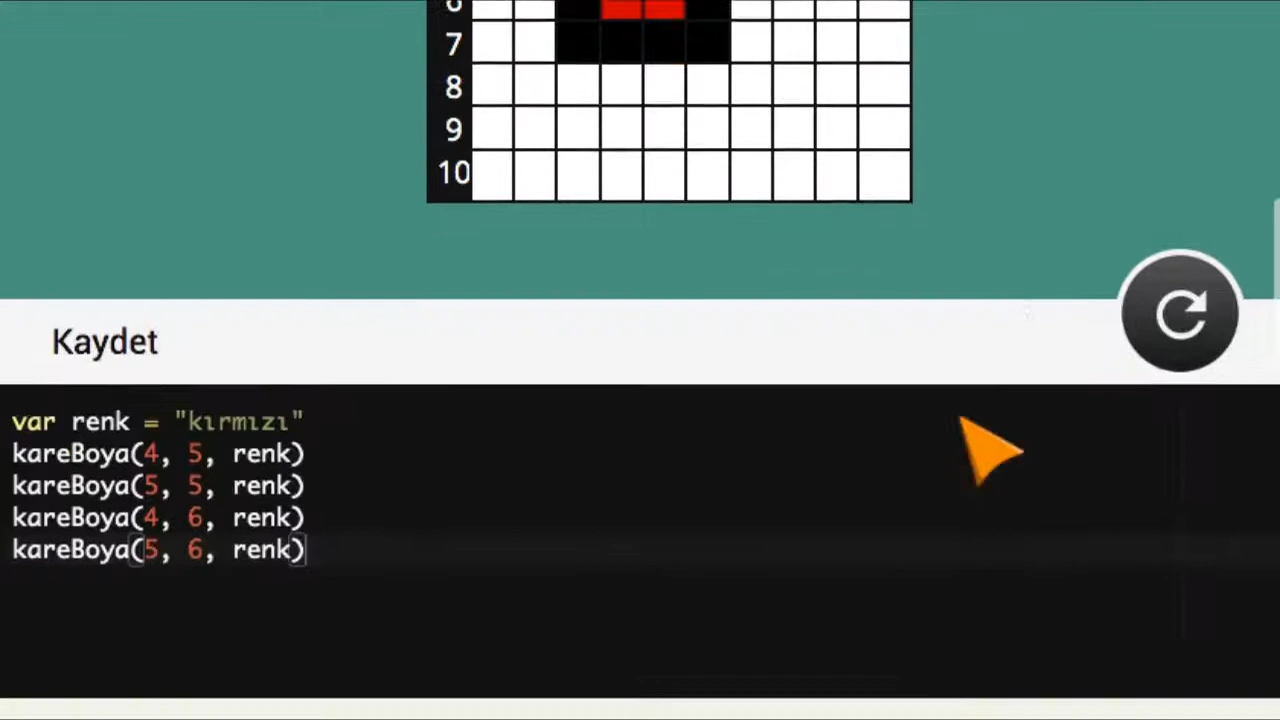 6
7
8
9
10
Kaydet
var renk = "kırmızı"
kareBoya(4, 5, renk)
kareBoya(5, 5, renk)
kareBoya(4, 6, renk)
kareBoya(5, 6, renk)